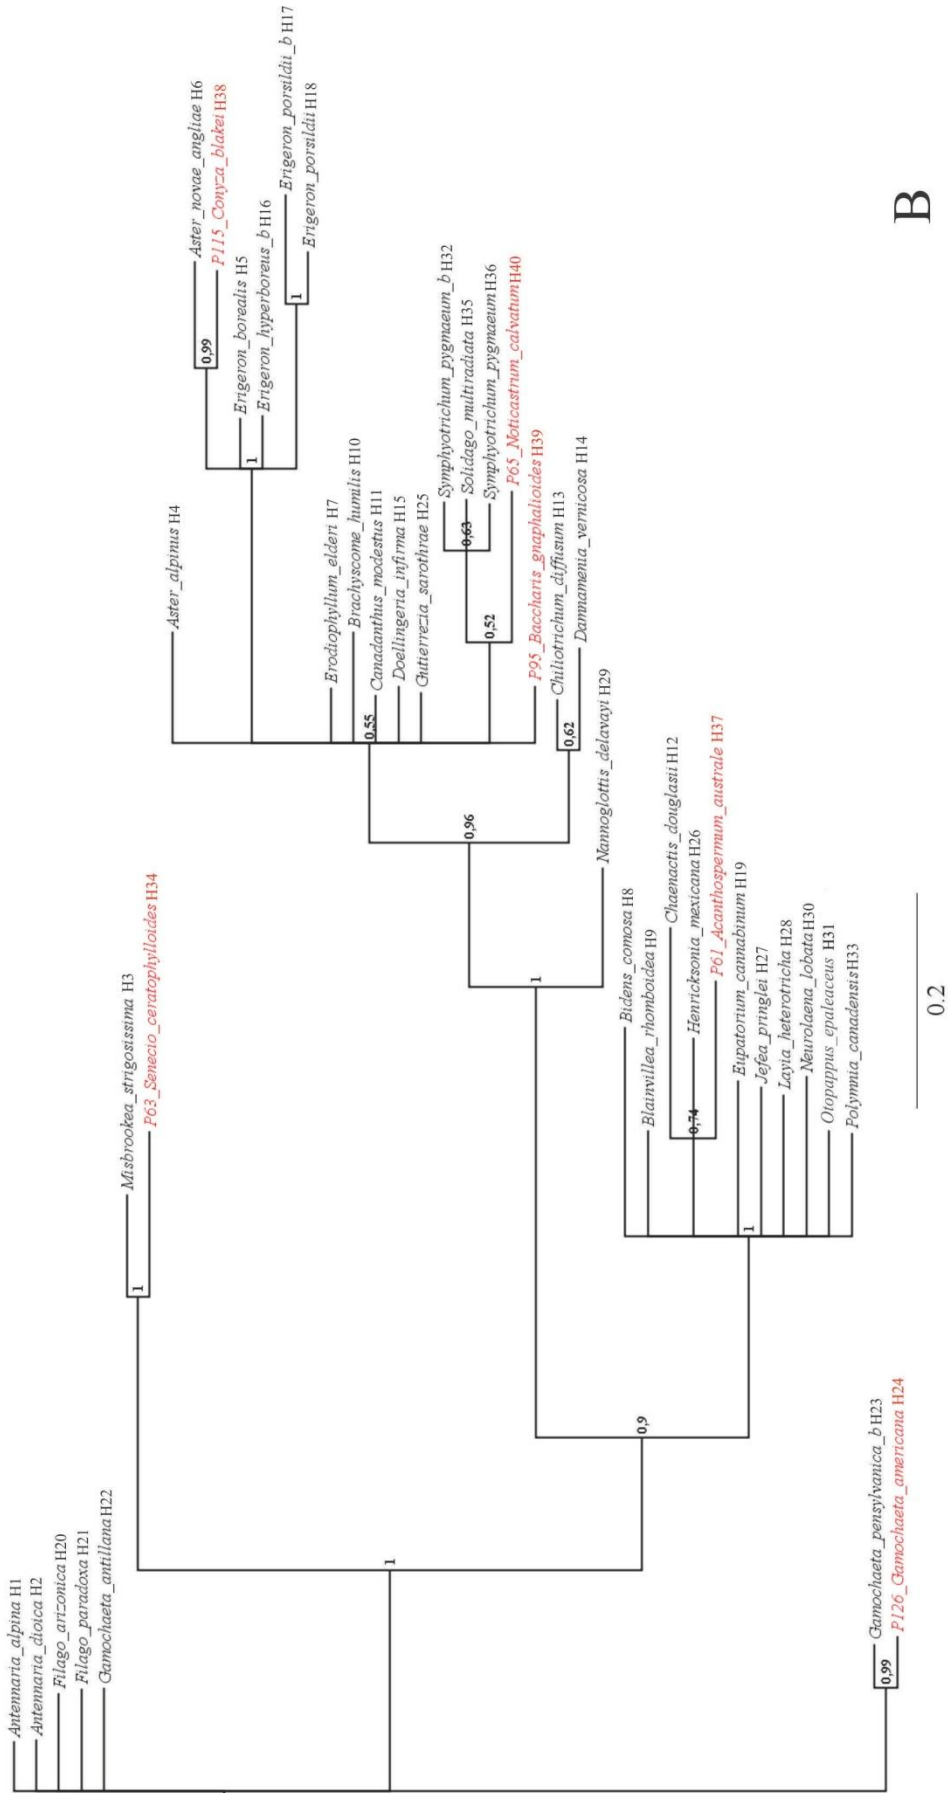 Antennaria_alpina H1
Antennaria_dioica H2
Filago_arizonica H20
Filago_paradoxa H21
Gamochaeta_antillana H22
1
1
Misbrookea_strigosissima H3
P63_Senecio_ceratophylloides H34
0,9
1
0,96
0,55
Aster_alpinus H4
1
0,99
Aster_novae_angliae H6
P115_Conyza_blakei H38
Erigeron_borealis H5
Erigeron_hyperboreus_b H16
1
Erigeron_porsildii_b H17
Erigeron_porsildii H18
Erodiophyllum_elderi H7
Brachyscome_humilis H10
Canadanthus_modestus H11
Doellingeria_infirma H15
Gutierrezia_sarothrae H25
0,52
0,63
Symphyotrichum_pygmaeum_b H32
Solidago_multiradiata H35
Symphyotrichum_pygmaeum H36
P65_Noticastrum_calvatum H40
P95_Baccharis_gnaphalioides H39
0,62
Chiliotrichum_diffusum H13
Damnamenia_vernicosa H14
Nannoglottis_delavayi H29
1
Bidens_comosa H8
Blainvillea_rhomboidea H9
0,74
Chaenactis_douglasii H12
Henricksonia_mexicana H26
P61_Acanthospermum_australe H37
Eupatorium_cannabinum H19
Jefea_pringlei H27
Layia_heterotricha H28
Neurolaena_lobata H30
Otopappus_epaleaceus H31
Polymnia_canadensis H33
0,99
Gamochaeta_pensylvanica_b H23
P126_Gamochaeta_americana H24
0.2
B